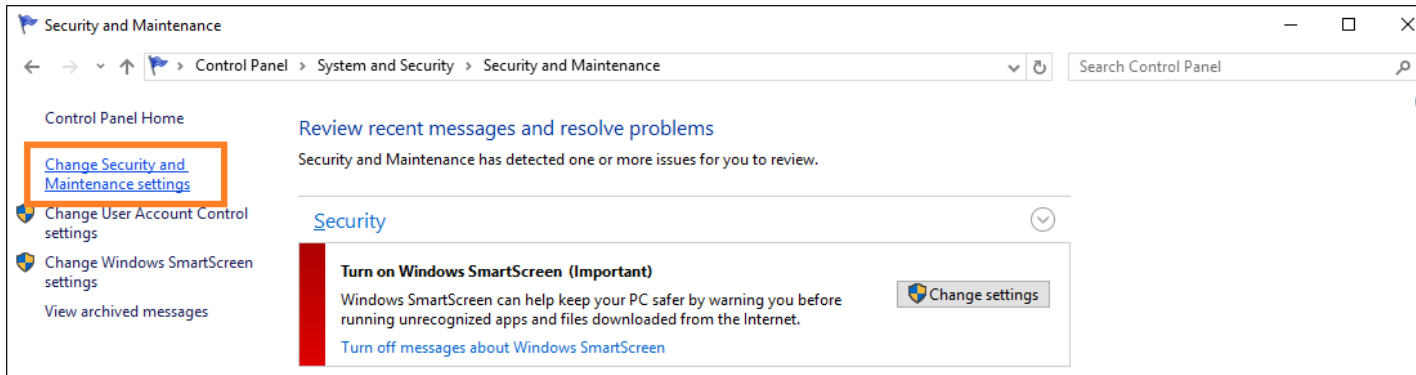 Security and Maintenance
Control Panel > System and Security > Security and Maintenance
Search Control Panel
Control Panel Home
Change Security and
Maintenance settings
Change User Account Control
settings
Change Windows SmartScreen
settings
View archived messages
Review recent messages and resolve problems
Security and Maintenance has detected one or more issues for you to review.
Security
Turn on Windows SmartScreen (Important)
Windows SmartScreen can help keep your PC safer by warning you before
running unrecognized apps and files downloaded from the Internet.
Turn off messages about Windows SmartScreen
Change settings